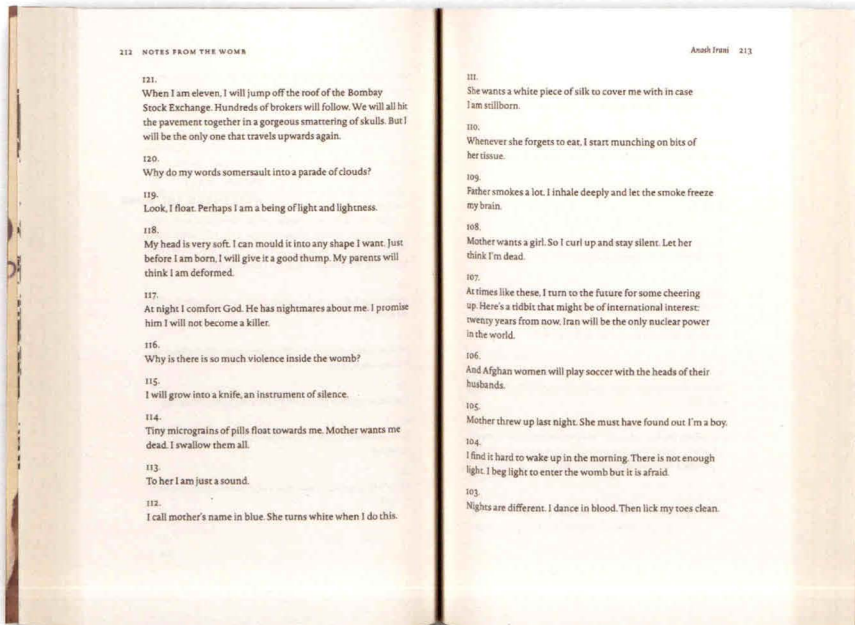 212 NOTES FROM THE WOMB
121.
When I am eleven, I will jump off the roof of the Bombay
Stock Exchange. Hundreds of brokers will follow. We will all hit
the pavement together in a gorgeous smattering of skulls. But I
will be the only one that travels upwards again.
120.
Why do my words somersault into a parade of clouds?
119.
Look, I float. Perhaps I am a being of light and lightness.
118.
My head is very soft. I can mould it into any shape I want. Just
before I am born, I will give it a good thump. My parents will
think I am deformed.
117.
At night I comfort God. He has nightmares about me. I promise
him I will not become a killer.
116.
Why is there is so much violence inside the womb?
115.
I will grow into a knife, an instrument of silence.
114.
Tiny micrograins of pills float towards me. Mother wants me
dead. I swallow them all.
113.
To her I am just a sound.
112.
I call mother's name in blue. She turns white when I do this.
Anosh Irani 213
111.
She wants a white piece of silk to cover me with in case
I am stillborn.
110.
Whenever she forgets to eat, I start munching on bits of
her tissue.
109.
Father smokes a lot. I inhale deeply and let the smoke freeze
my brain.
108.
Mother wants a girl. So I curl up and stay silent. Let her
think I'm dead.
107.
At times like these, I turn to the future for some cheering
up. Here's a tidbit that might be of international interest:
twenty years from now, Iran will be the only nuclear power
in the world.
106.
And Afghan women will play soccer with the heads of their
husbands.
105.
Mother threw up last night. She must have found out I'm a boy.
104.
I find it hard to wake up in the morning. There is not enough
light. I beg light to enter the womb but it is afraid.
103.
Nights are different. I dance in blood. Then lick my toes clean.